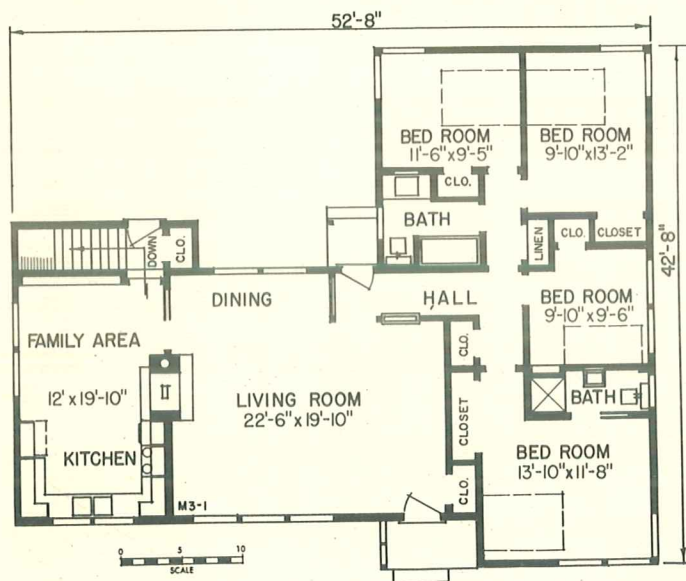 52'-8"
BED ROOM
11'-6"x9'-5"
BED ROOM
9'-10"x13'-2"
CLO.
BATH
LINEN
CLO.
CLOSET
42'-8"
DOWN
CLO.
DINING
HALL
BED ROOM
9'-10"x9'-6"
FAMILY AREA
12'x19'-10"
LIVING ROOM
22'-6"x19'-10"
CLO.
CLOSET
BATH
KITCHEN
BED ROOM
13'-10"x11'-8"
CLO.
M3-1
0 5 10
SCALE